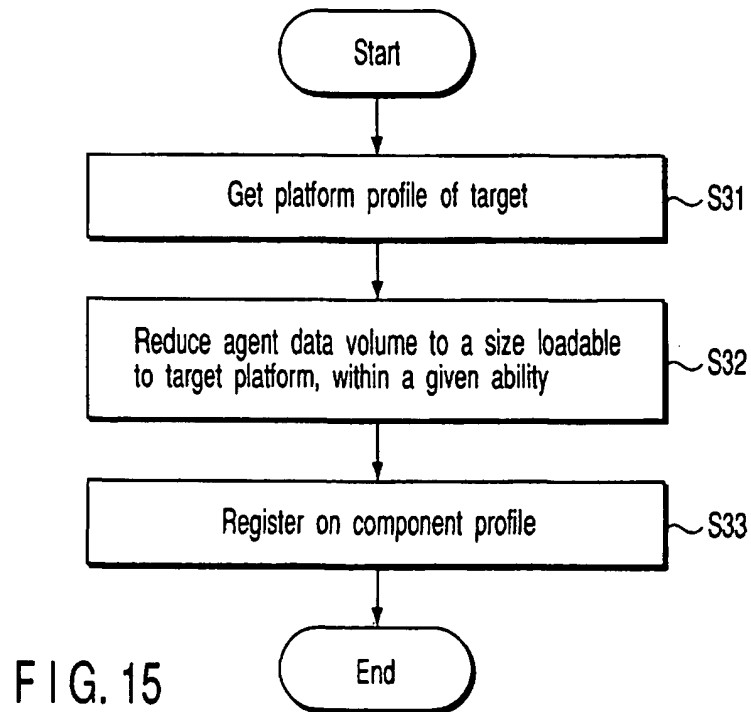 Start
Get platform profile of target
S31
Reduce agent data volume to a size loadable
to target platform, within a given ability
S32
Register on component profile
S33
End
FIG. 15